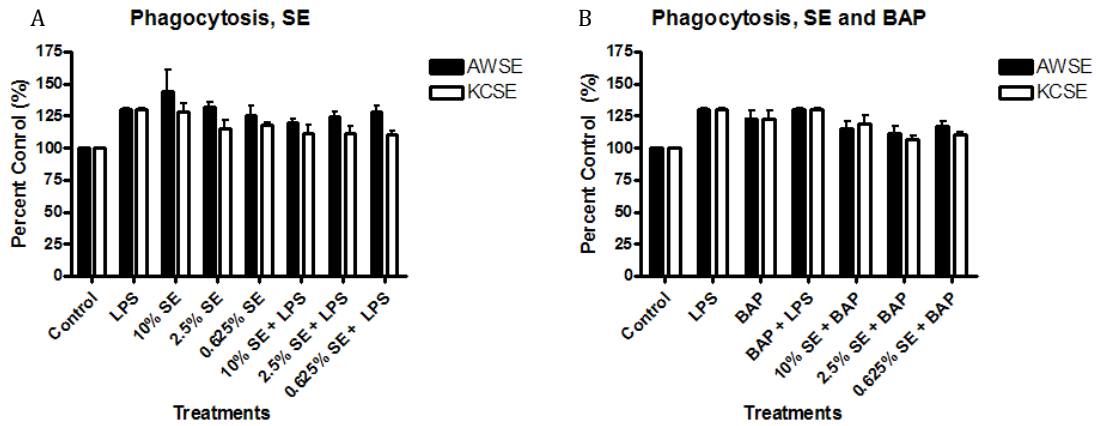 A
Phagocytosis, SE
Percent Conrol (%)
175
150
125
100
75
50
25
0
Control
LPS
10% SE
2.5% SE
0.625% SE
10% SE + LPS
2.5% SE + LPS
0.625% SE + LPS
Treatments
AWSE
KCSE
B
Phagocytosis, SE and BAP
Percent Control (%)
175
150
125
100
75
50
25
0
Control
LPS
BAP
BAP + LPS
10% SE + BAP
2.5% SE + BAP
0.625% SE + BAP
Treatments
AWSE
KCSE